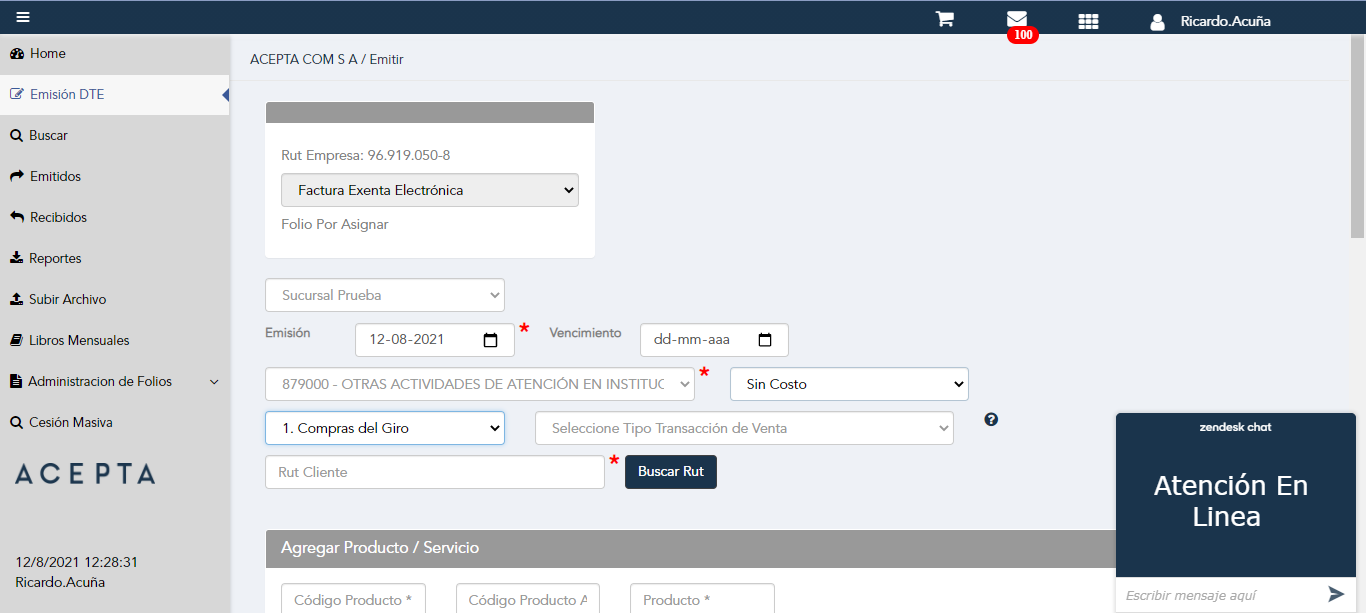 100
Ricardo.Acuña
Home
Emisión DTE
Buscar
Emitidos
Recibidos
Reportes
Subir Archivo
Libros Mensuales
Administracion de Folios
Cesión Masiva
ACEPTA
12/8/2021 12:28:31
Ricardo.Acuña
ACEPTA COM S A / Emitir
Rut Empresa: 96.919.050-8
Factura Exenta Electrónica
Folio Por Asignar
Sucursal Prueba
Emisión 12-08-2021 * Vencimiento dd-mm-aaa
879000 - OTRAS ACTIVIDADES DE ATENCIÓN EN INSTITUC * Sin Costo
1. Compras del Giro Seleccione Tipo Transacción de Venta ?
Rut Cliente * Buscar Rut
Agregar Producto / Servicio
Código Producto * Código Producto A Producto *
zendesk chat
Atención En
Linea
Escribir mensaje aquí